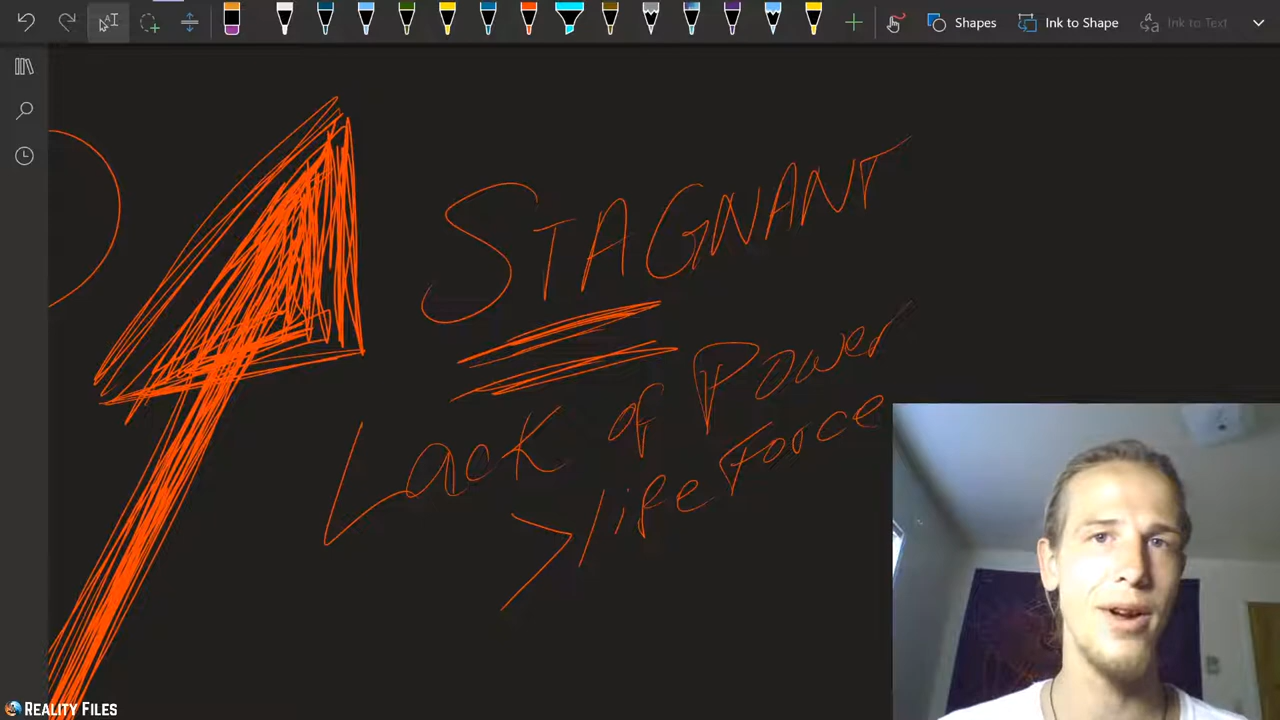 Shapes
Ink to Shape
Ink to Text
STAGNANT
Lack of Power
>life Force
REALITY FILES